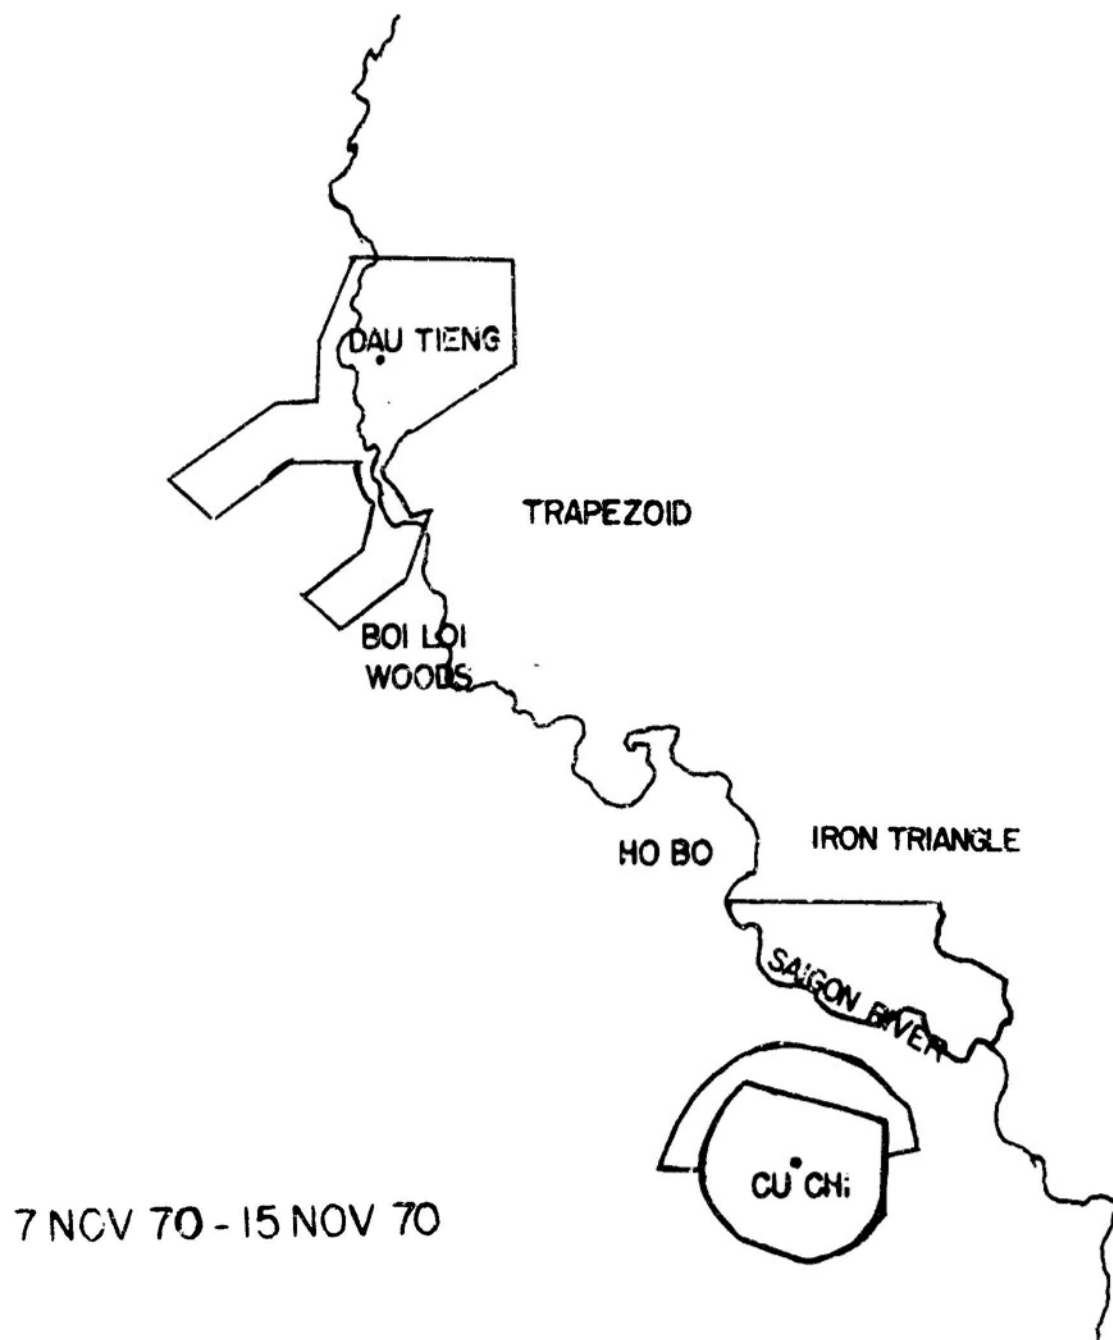 DAU TIENG
TRAPEZOID
BOI LOI
WOODS
HO BO
IRON TRIANGLE
SAIGON RIVER
CU CHi
7 NOV 70 - 15 NOV 70